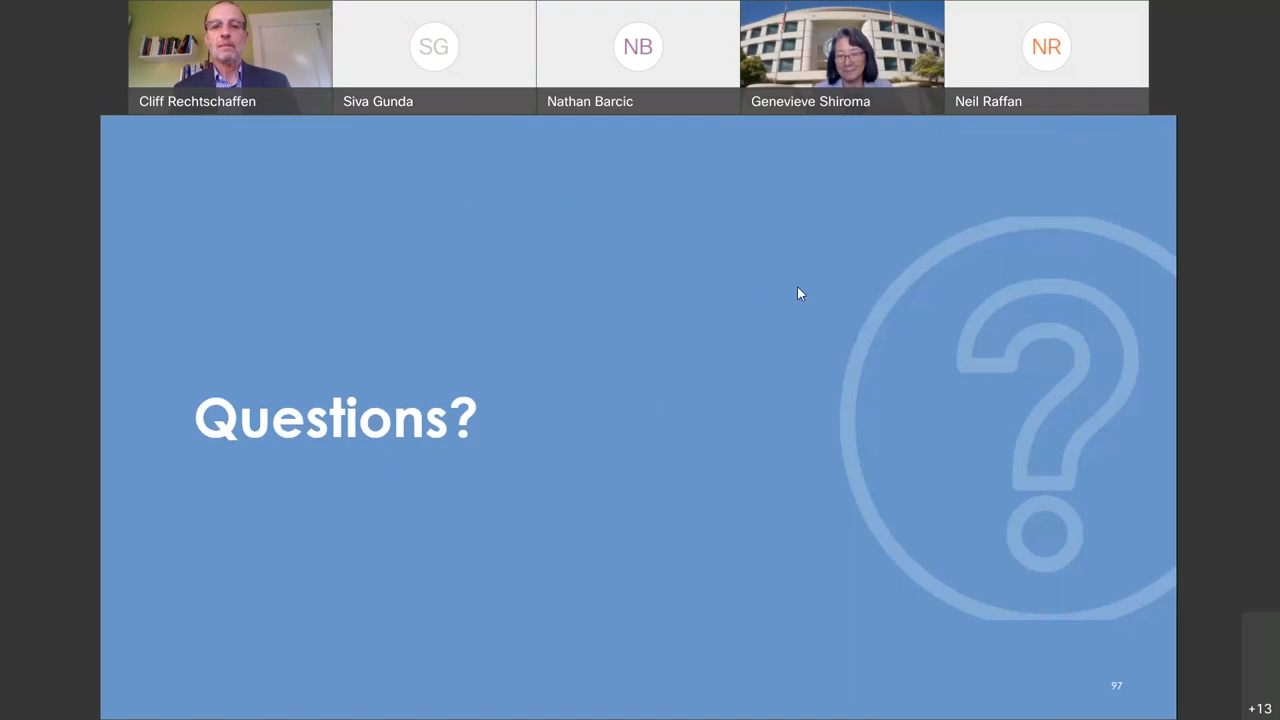 SG
NB
NR
Cliff Rechtschaffen
Siva Gunda
Nathan Barcic
Genevieve Shiroma
Neil Raffan
Questions?
97
+13